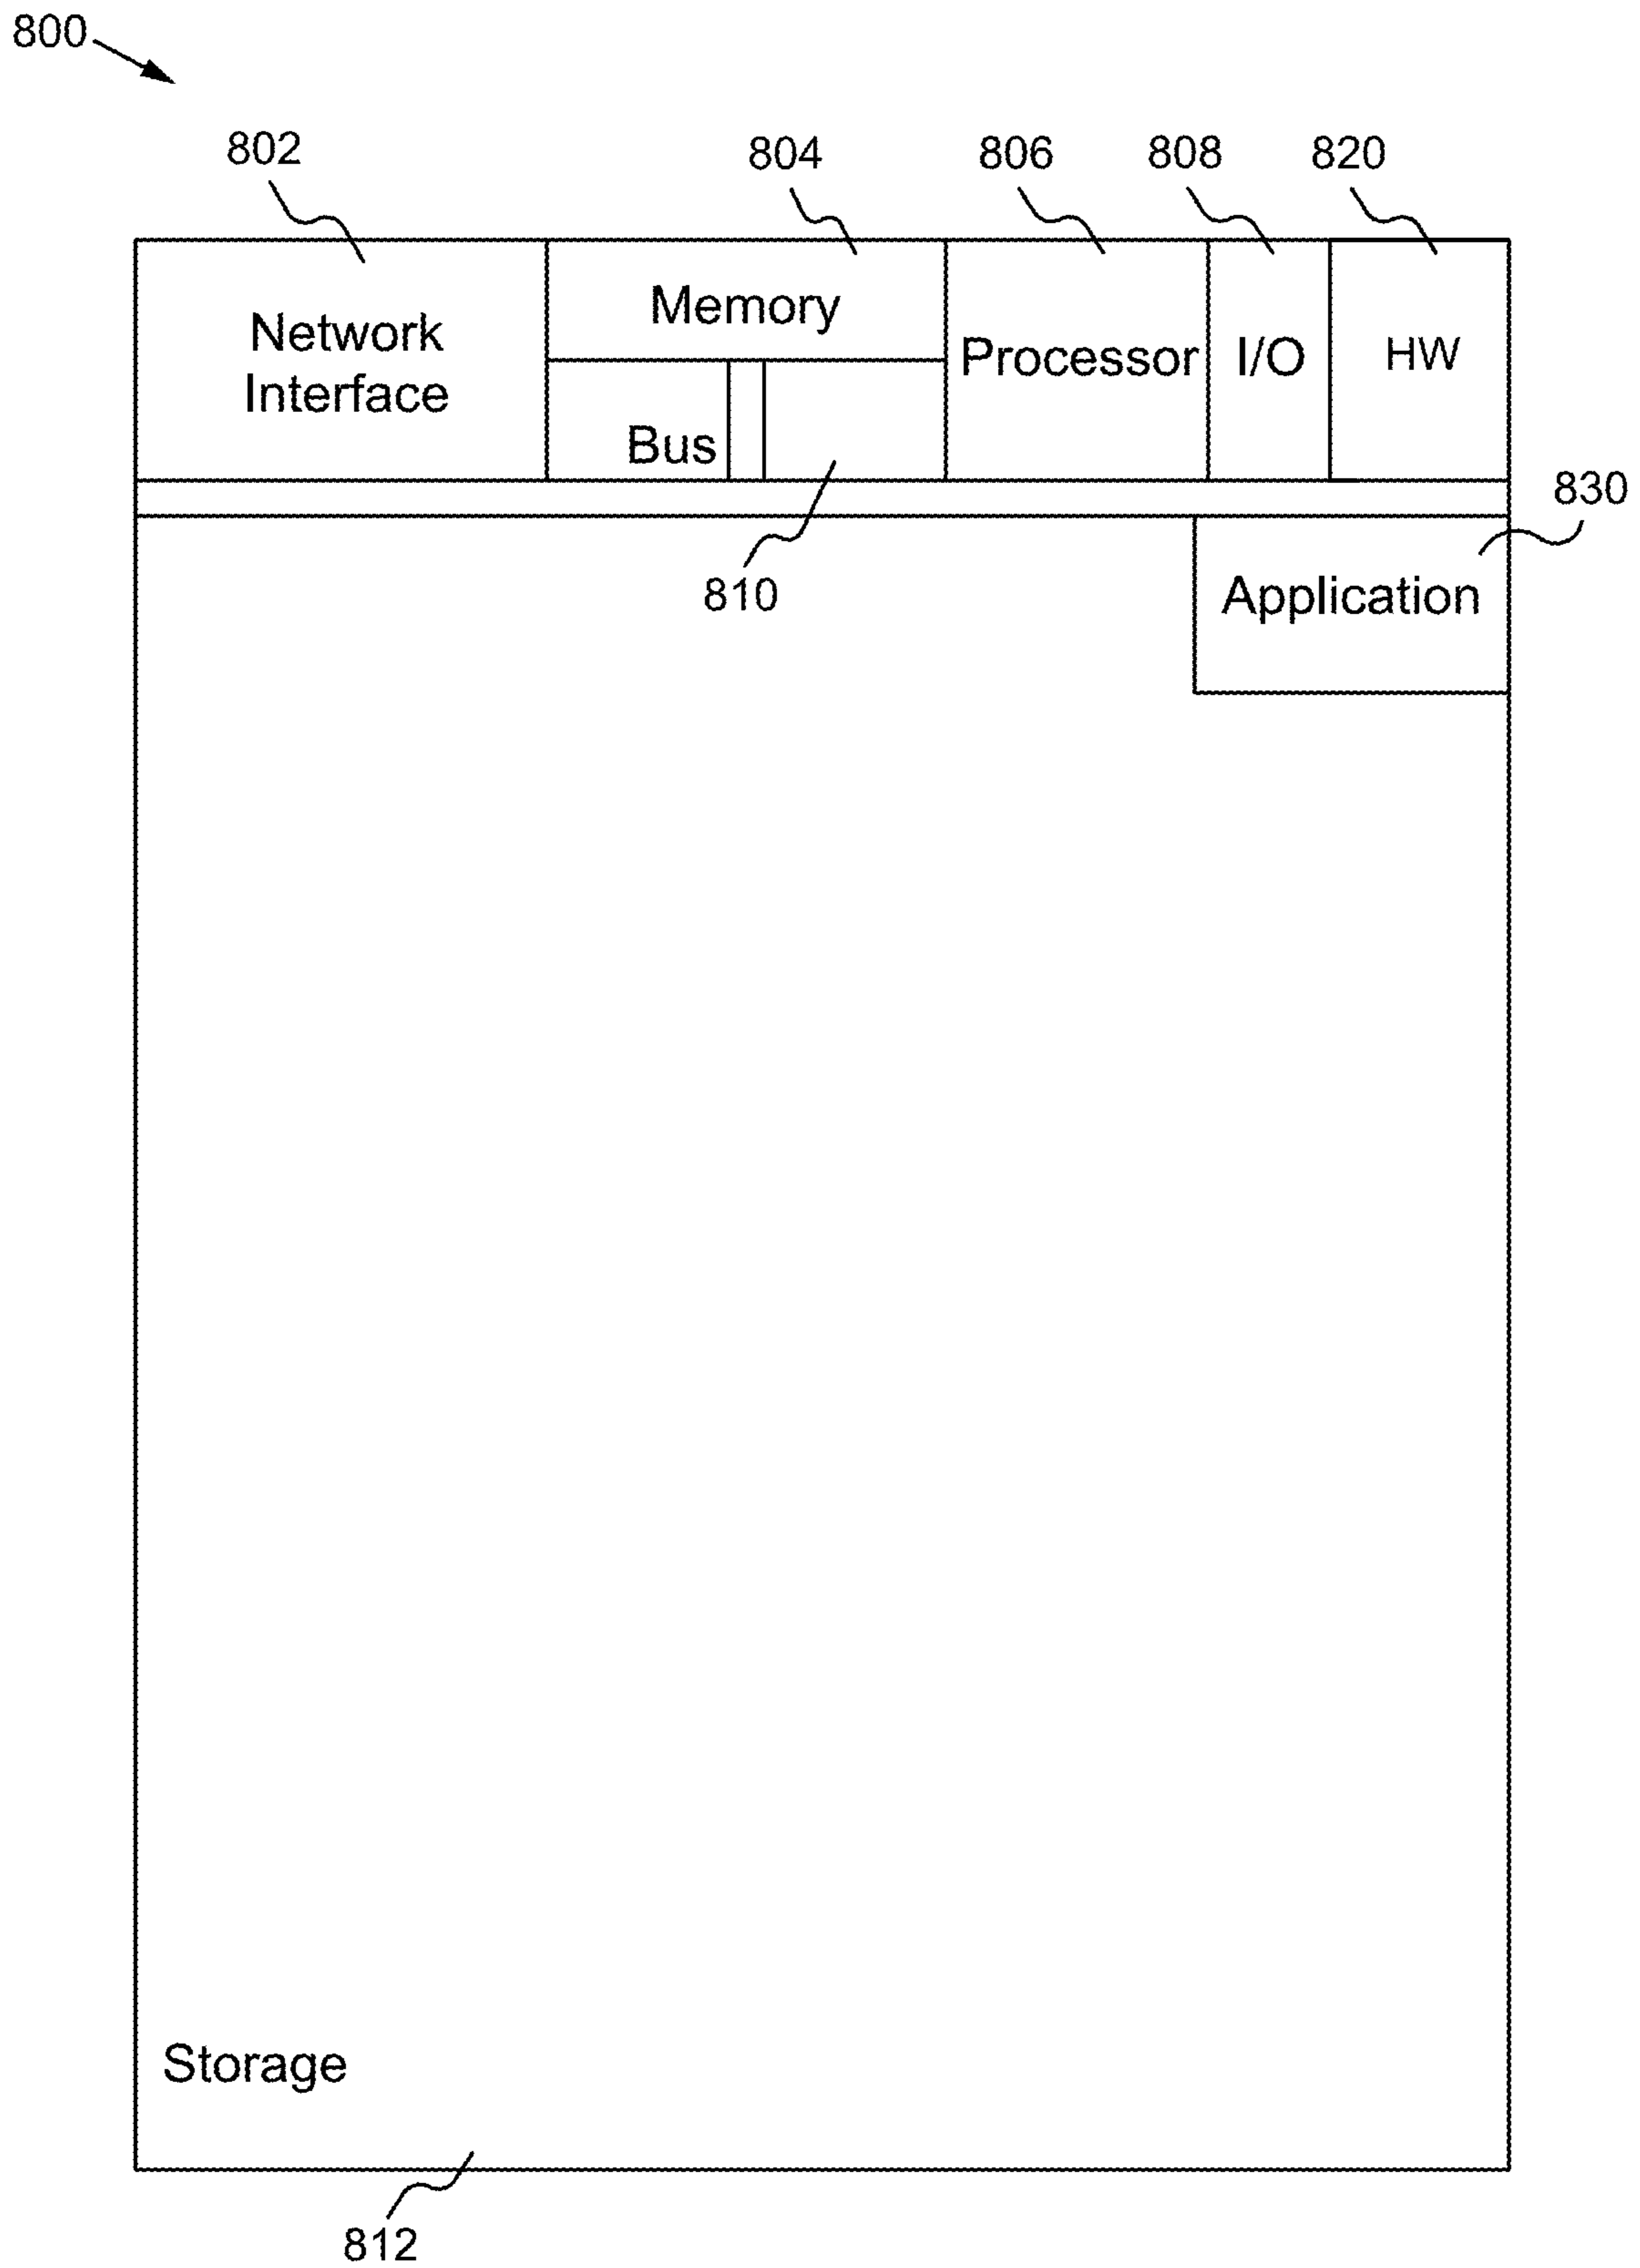 800
802
804
806
808
820
Network
Interface
Memory
Bus
Processor
I/O
HW
830
810
Application
Storage
812